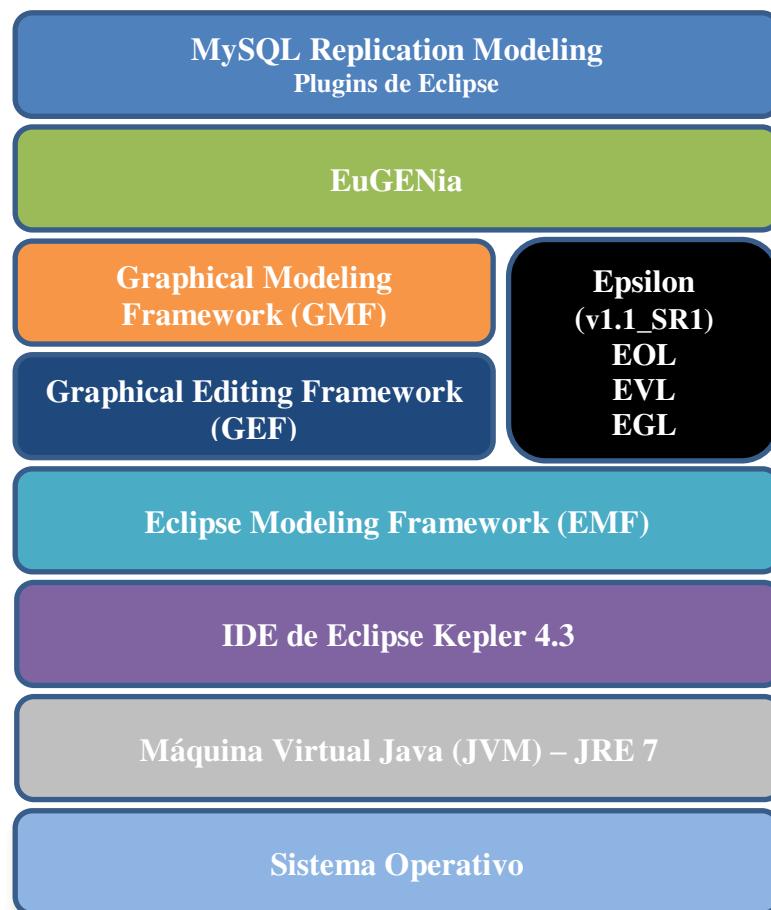 MySQL Replication Modeling
Plugins de Eclipse
EuGENia
Graphical Modeling
Framework (GMF)
Graphical Editing Framework
(GEF)
Epsilon
(v1.1_SR1)
EOL
EVL
EGL
Eclipse Modeling Framework (EMF)
IDE de Eclipse Kepler 4.3
Máquina Virtual Java (JVM) – JRE 7
Sistema Operativo